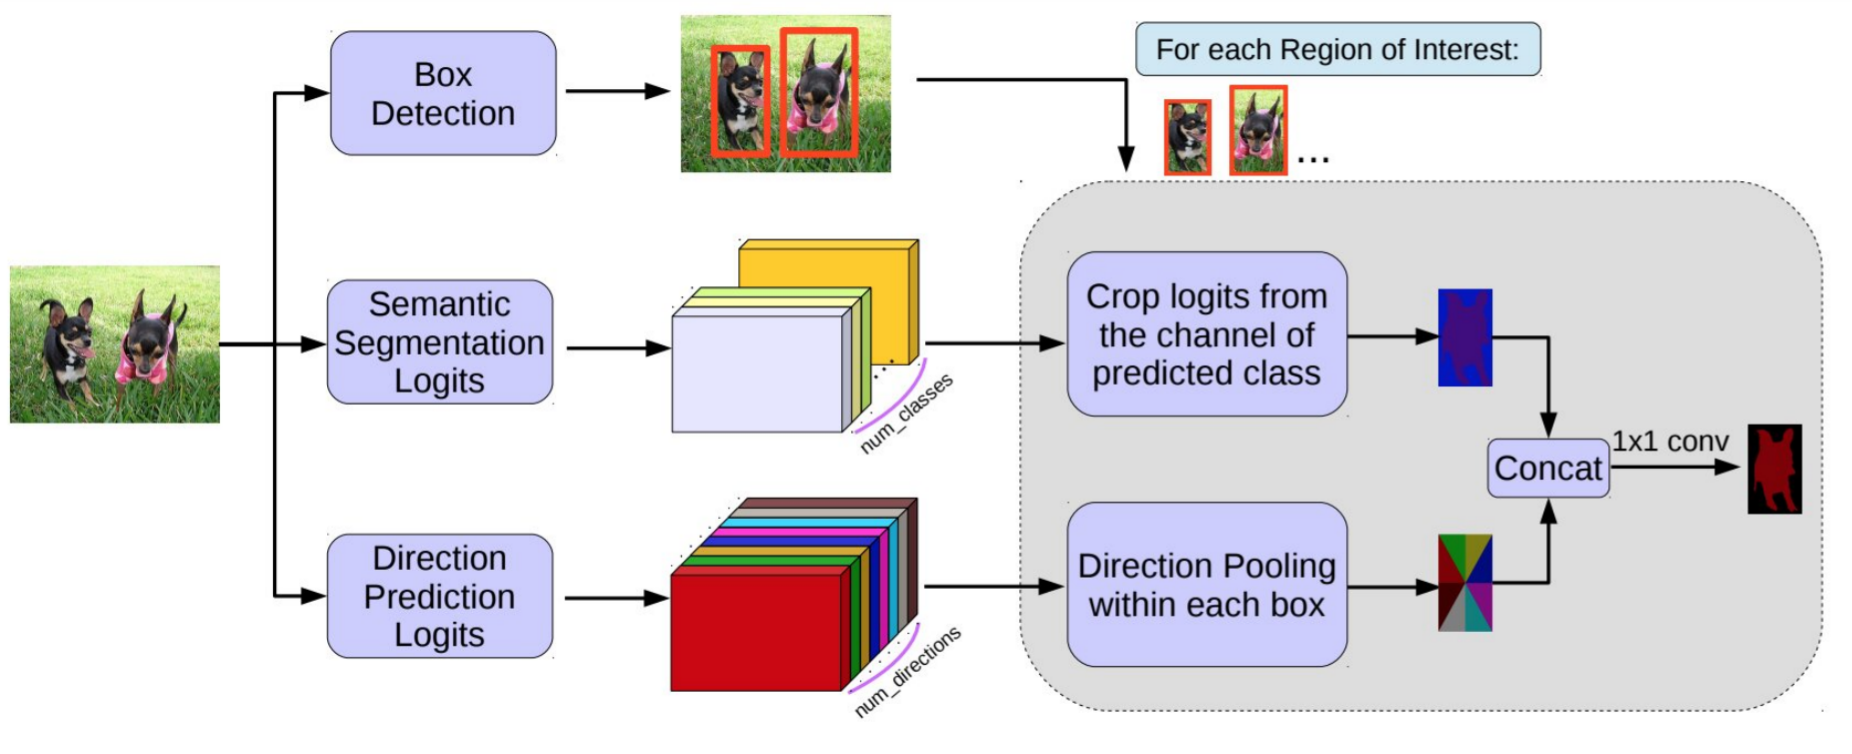 Box
Detection
For each Region of Interest:
...
Semantic
Segmentation
Logits
num_classes
Crop logits from
the channel of
predicted class
Concat
1x1 conv
Direction
Prediction
Logits
num_directions
Direction Pooling
within each box